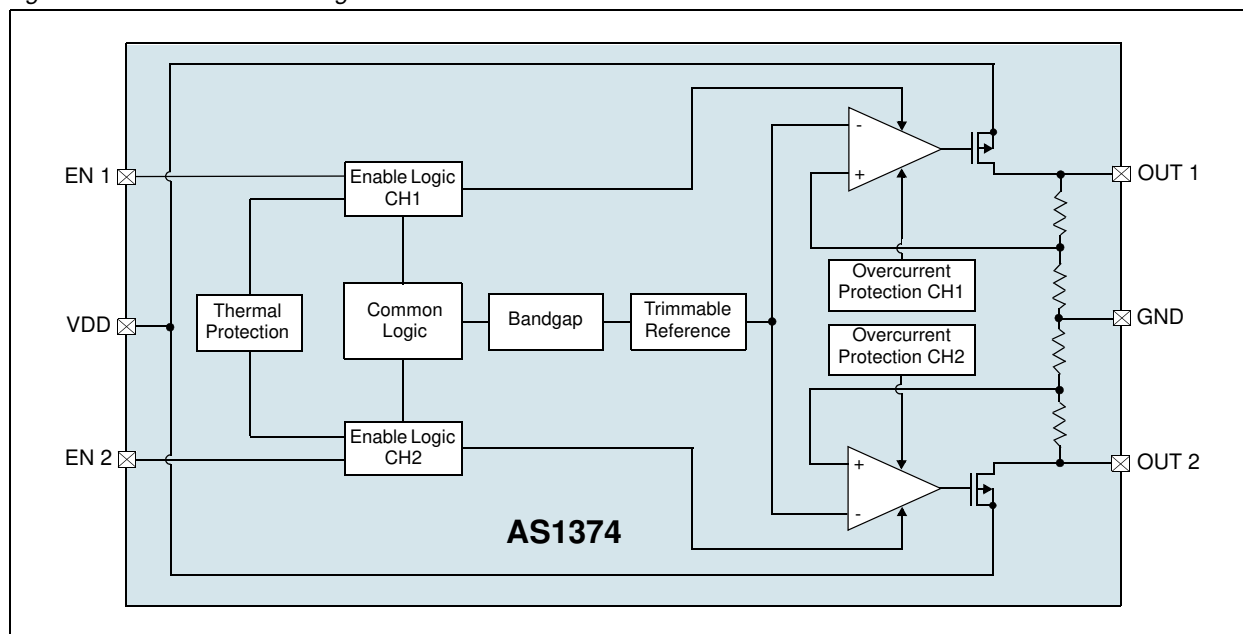 EN 1
VDD
EN 2
Enable Logic
CH1
Thermal
Protection
Common
Logic
Bandgap
Trimmable
Reference
Enable Logic
CH2
-
+
Overcurrent
Protection CH1
Overcurrent
Protection CH2
+
-
OUT 1
GND
OUT 2
AS1374